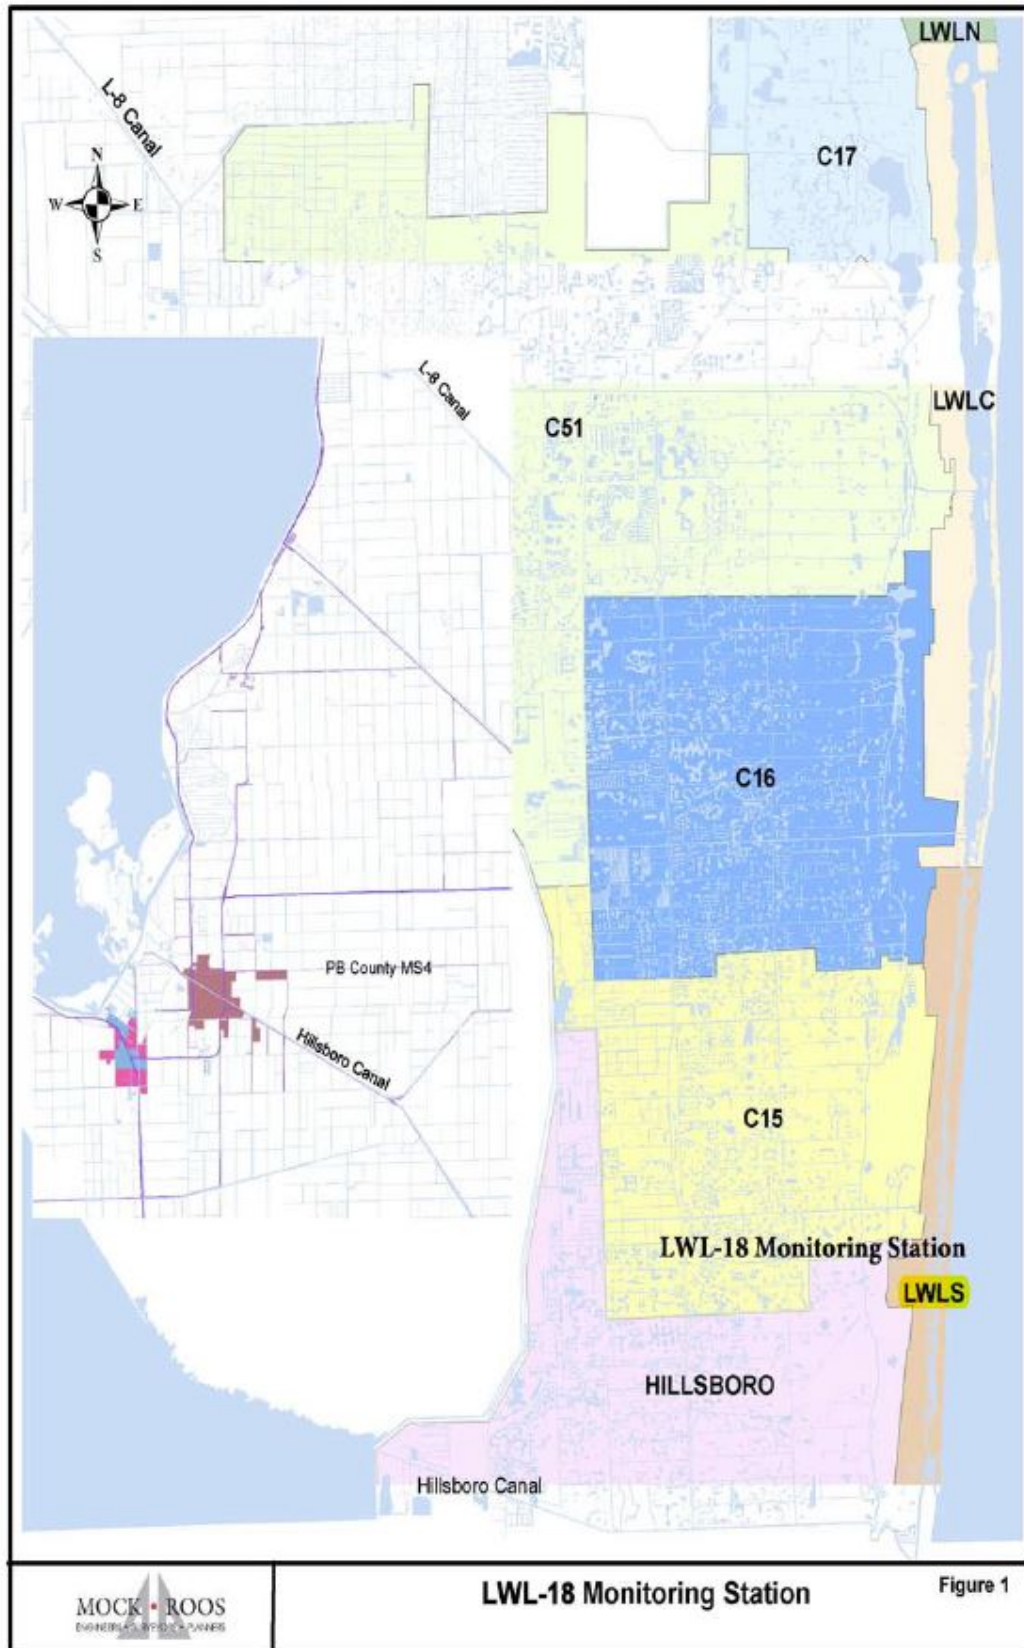 LWLN
L-8 Canal
C17
N
W
E
S
L-8 Canal
LWLC
C51
C16
PB County MS4
Hillsboro Canal
C15
LWL-18 Monitoring Station
LWLS
HILLSBORO
Hillsboro Canal
MOCK • ROOS
LWL-18 Monitoring Station
Figure 1